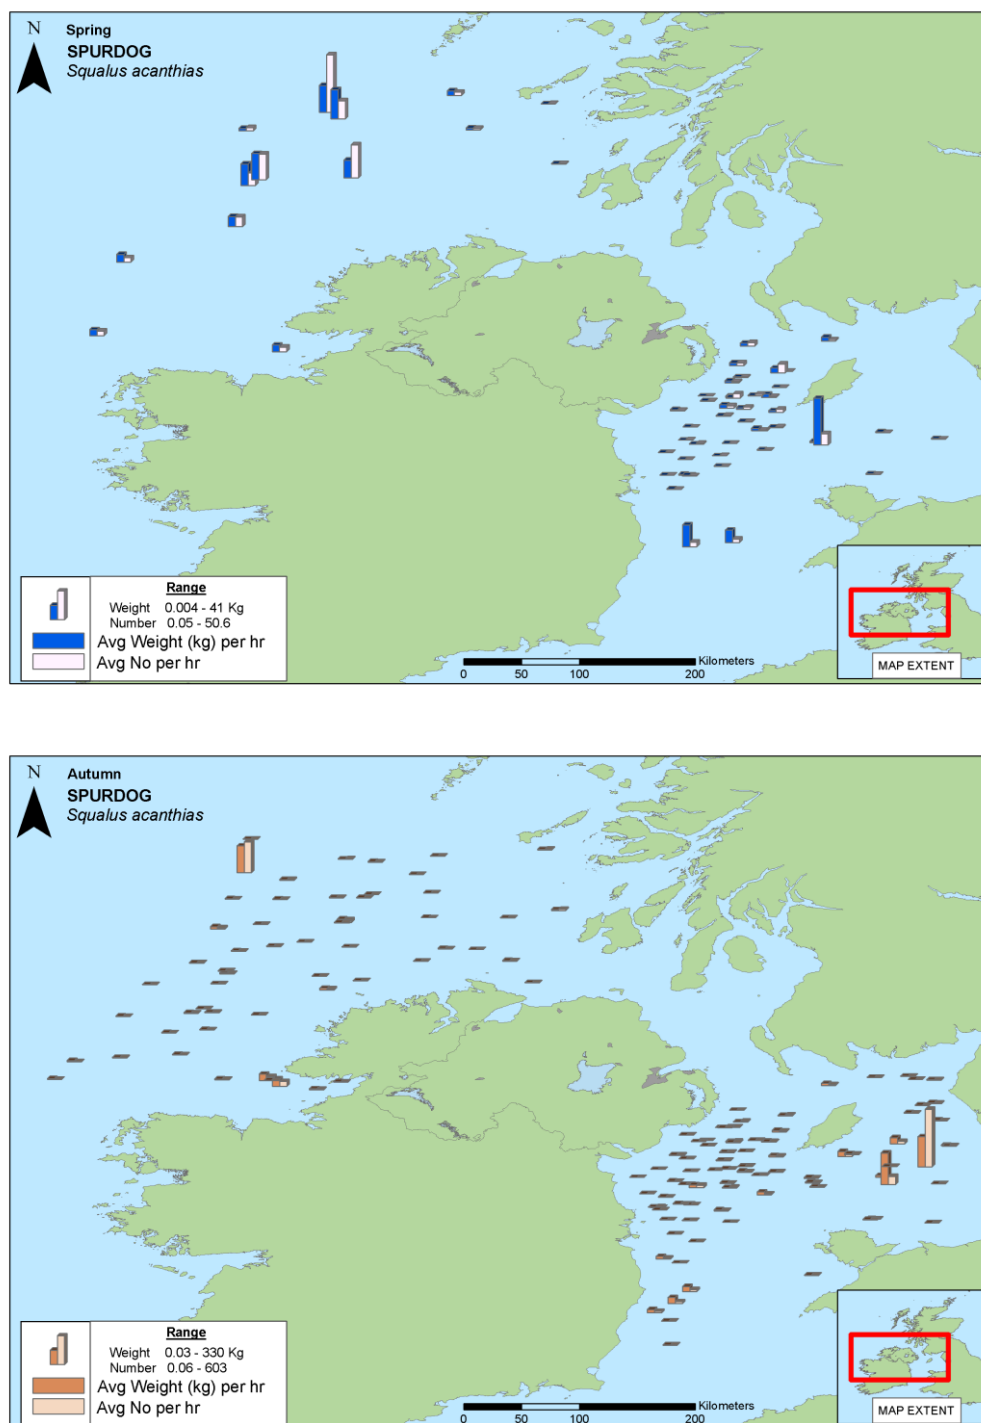 N
Spring
SPURDOG
Squalus acanthias
Range
Weight 0.004 - 41 Kg
Number 0.05 - 50.6
Avg Weight (kg) per hr
Avg No per hr
Kilometers
0 50 100 200
MAP EXTENT
N
Autumn
SPURDOG
Squalus acanthias
Range
Weight 0.03 - 330 Kg
Number 0.06 - 603
Avg Weight (kg) per hr
Avg No per hr
Kilometers
0 50 100 200
MAP EXTENT